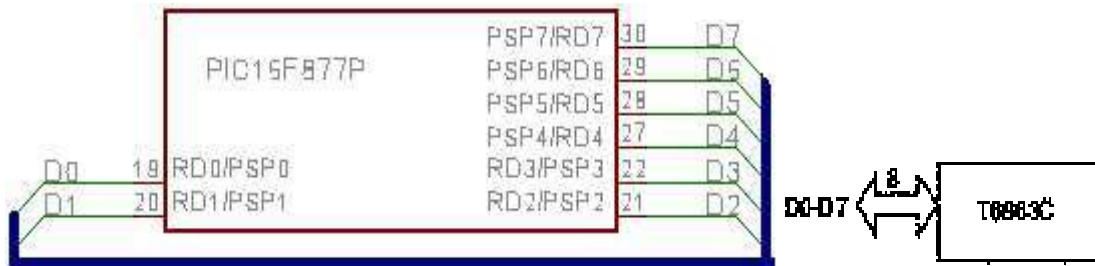 PSP7/RD7 30 D7
PIC16F877P
PSP6/RD6 29 D6
PSP5/RD5 28 D5
PSP4/RD4 27 D4
D0 19 RD0/PSP0 RD3/PSP3 22 D3
D1 20 RD1/PSP1 RD2/PSP2 21 D2
D0-D7 8 T6963C